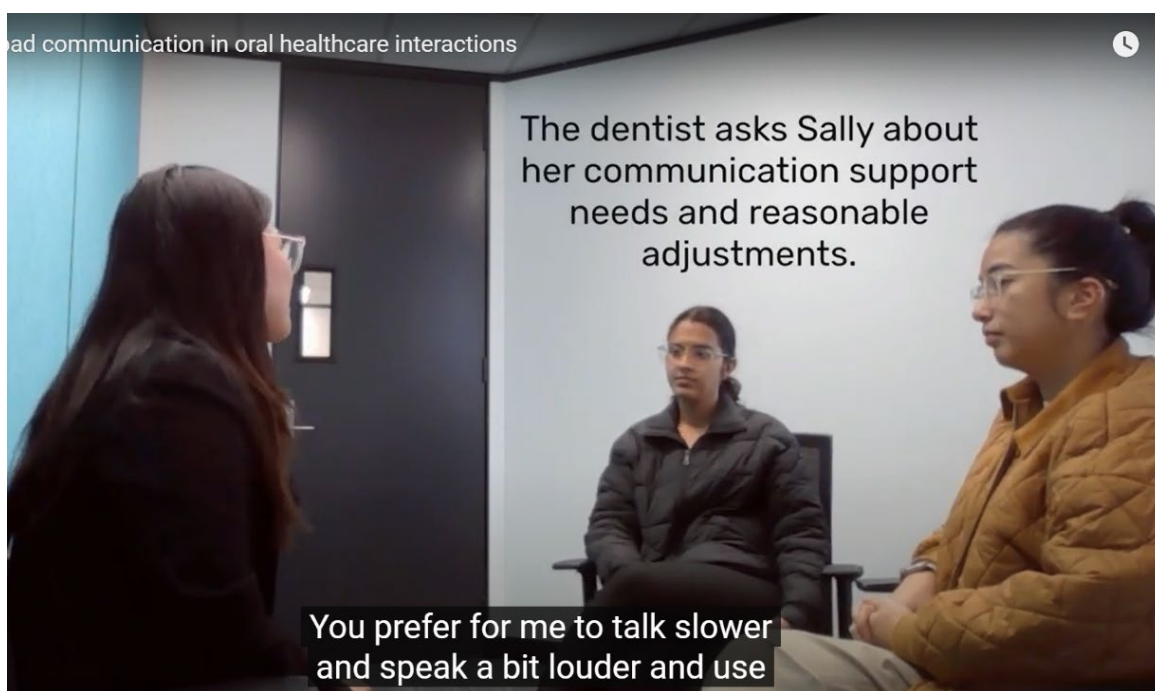 communication in oral healthcare interactions
The dentist asks Sally about
her communication support
needs and reasonable
adjustments.
You prefer for me to talk slower
and speak a bit louder and use